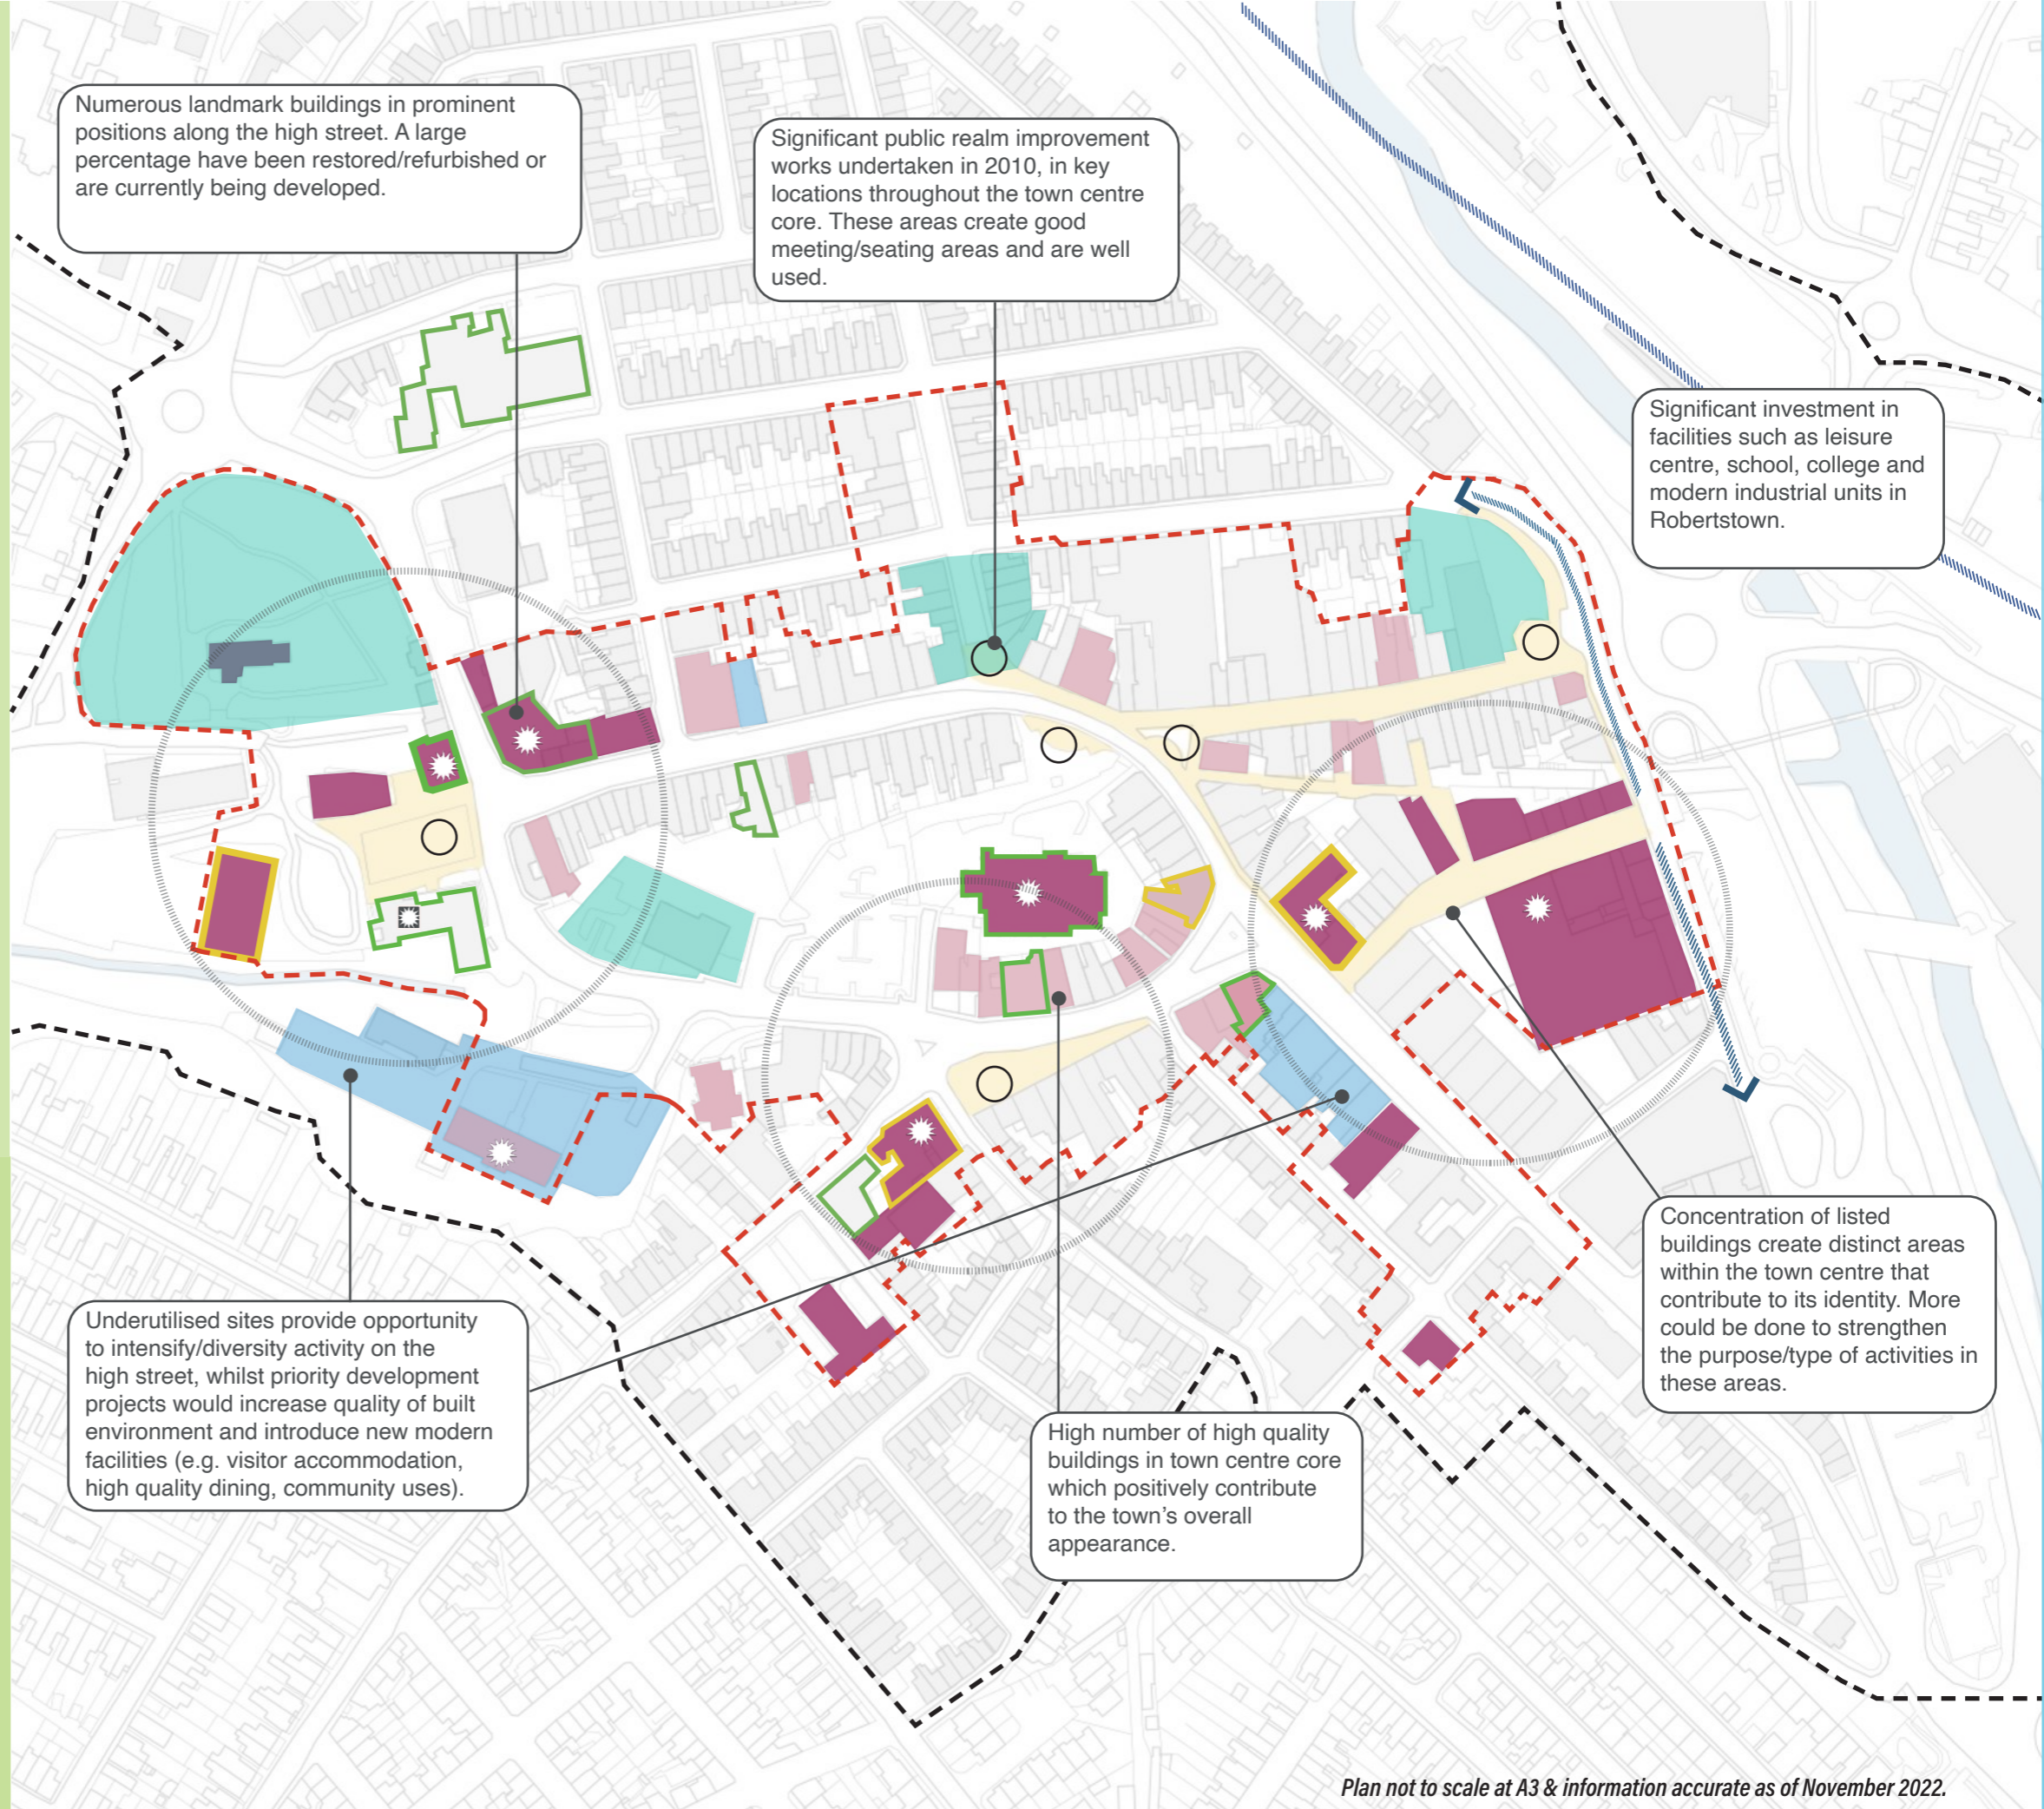 Numerous landmark buildings in prominent
positions along the high street. A large
percentage have been restored/refurbished or
are currently being developed.
Significant public realm improvement
works undertaken in 2010, in key
locations throughout the town centre
core. These areas create good
meeting/seating areas and are well
used.
Significant investment in
facilities such as leisure
centre, school, college and
modern industrial units in
Robertstown.
Concentration of listed
buildings create distinct areas
within the town centre that
contribute to its identity. More
could be done to strengthen
the purpose/type of activities in
these areas.
Underutilised sites provide opportunity
to intensify/diversity activity on the
high street, whilst priority development
projects would increase quality of built
environment and introduce new modern
facilities (e.g. visitor accommodation,
high quality dining, community uses).
High number of high quality
buildings in town centre core
which positively contribute
to the town's overall
appearance.
Plan not to scale at A3 & information accurate as of November 2022.